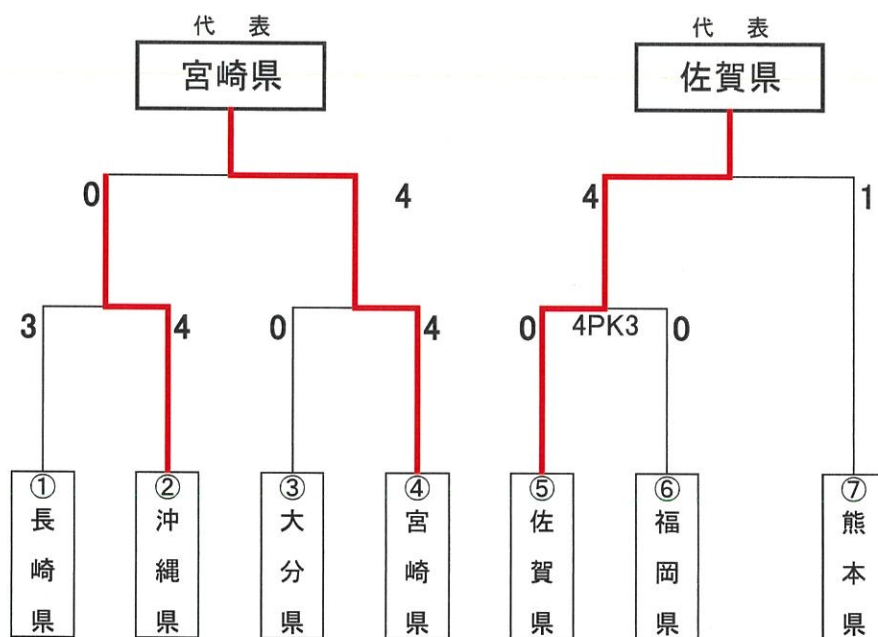 代 表
宮崎県
代 表
佐賀県
0
4
4
1
3
4
0
4
0
4PK3
0
①長崎県
②沖縄県
③大分県
④宮崎県
⑤佐賀県
⑥福岡県
⑦熊本県